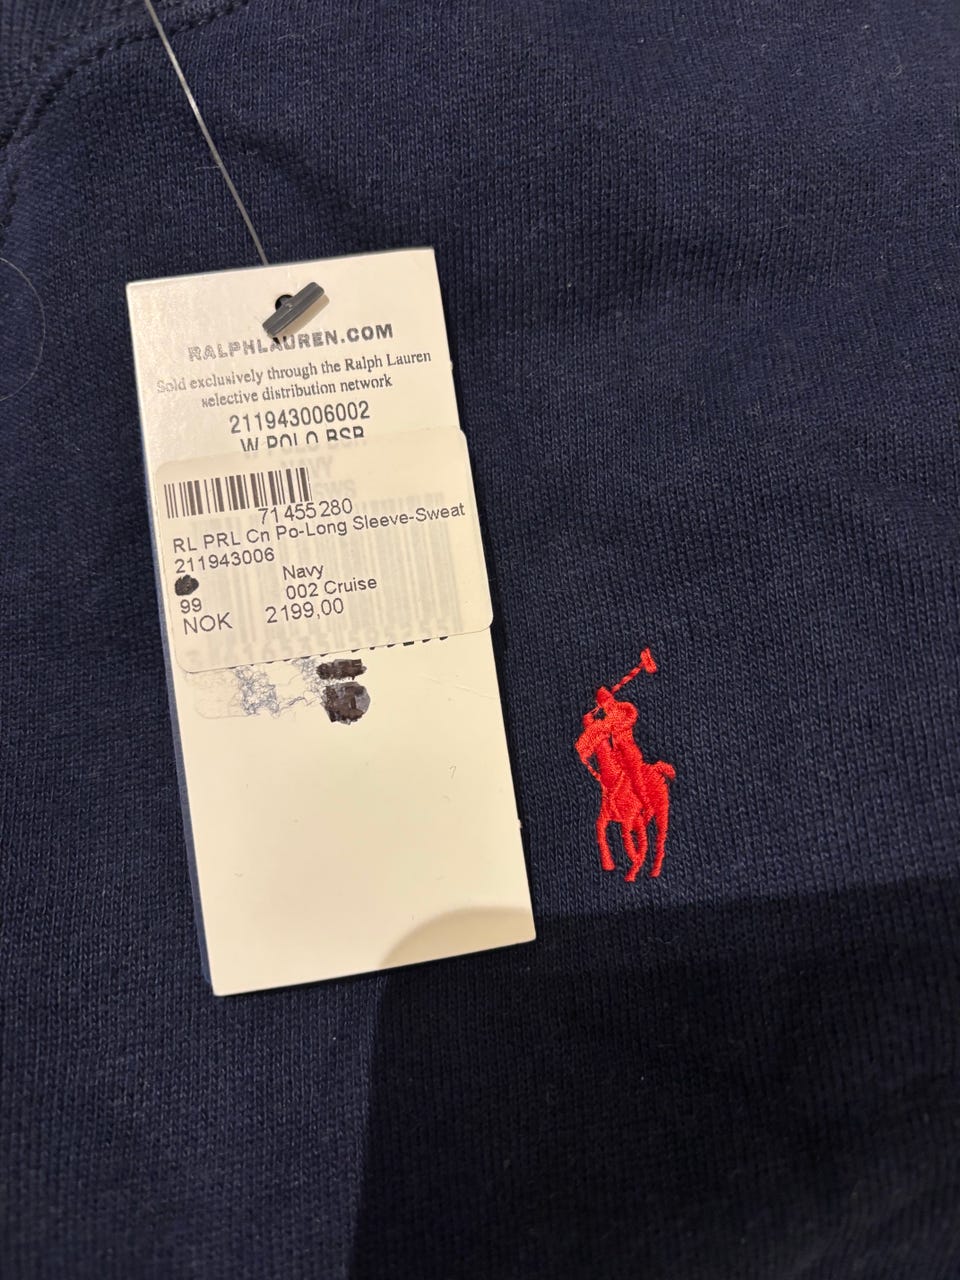 RALPHLAUREN.COM
Sold exclusively through the Ralph Lauren
selective distribution network
211943006002
W POLO BSR
NAVY
71455280
RL PRL Cn Po-Long Sleeve-Sweat
211943006
Navy
99 002 Cruise
NOK 2199,00